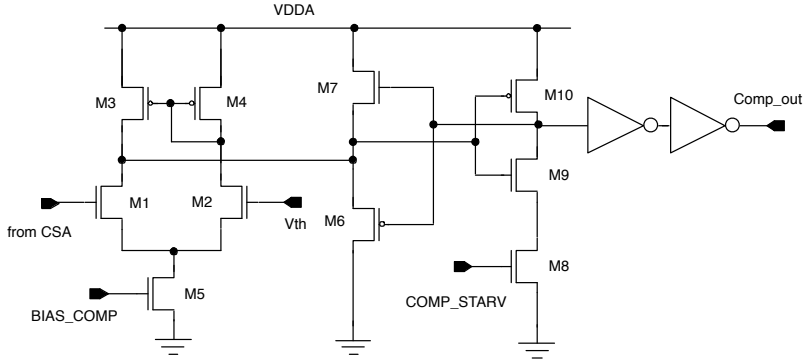 VDDA
M3
M4
M7
M10
Comp_out
M1
M2
M6
M9
from CSA
Vth
M5
M8
BIAS_COMP
COMP_STARV